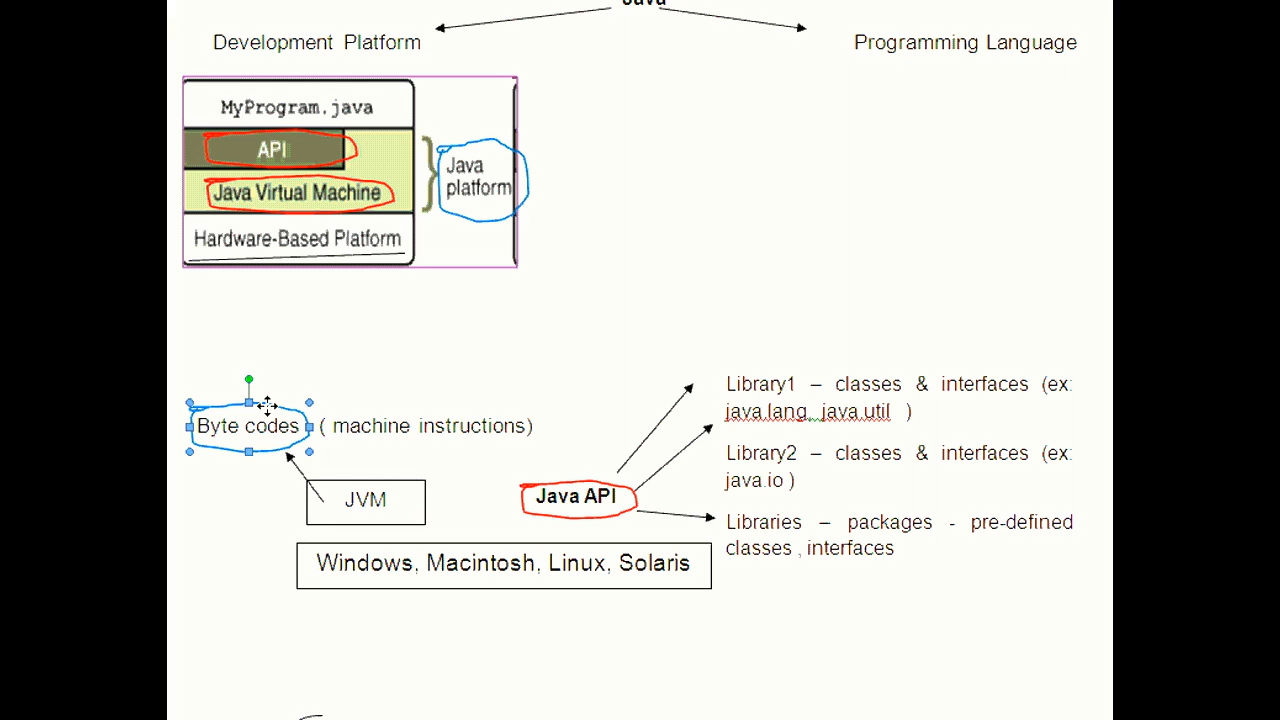 Java
Development Platform
Programming Language
MyProgram.java
API
Java Virtual Machine
Java
platform
Hardware-Based Platform
Library1 – classes & interfaces (ex:
java.lang, java.util )
Byte codes ( machine instructions)
Library2 – classes & interfaces (ex:
java.io )
JVM
Java API
Libraries – packages - pre-defined
classes , interfaces
Windows, Macintosh, Linux, Solaris